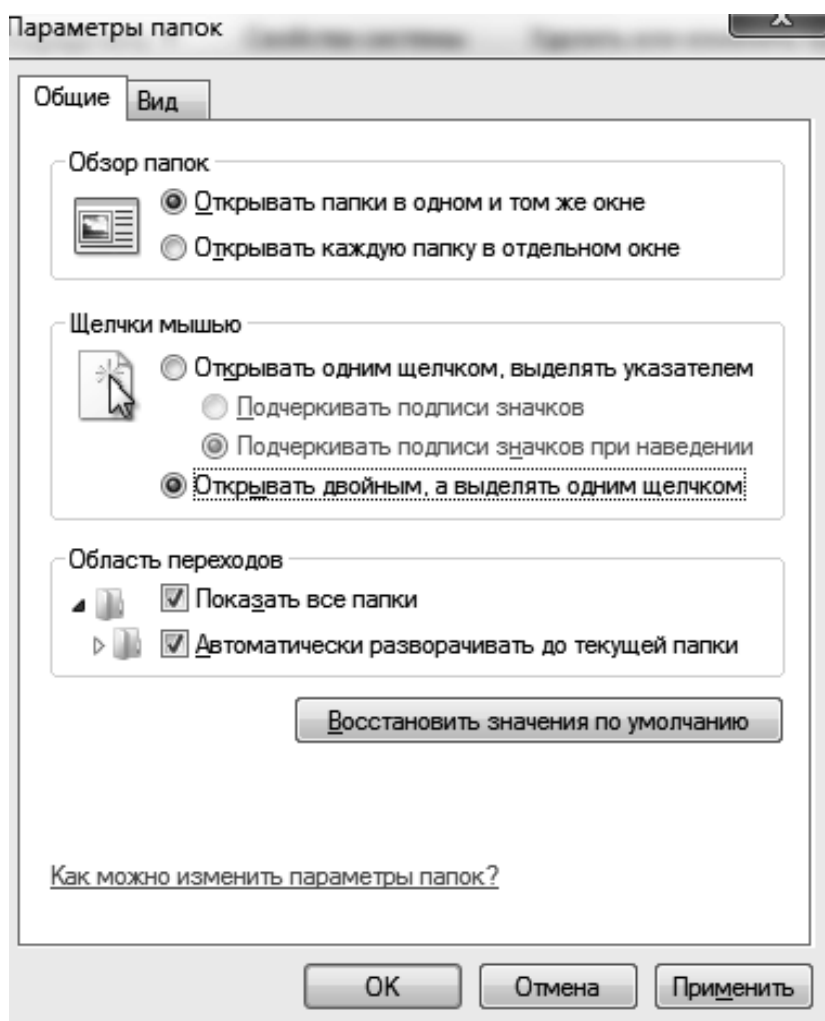 Параметры папок
Общие
Вид
Обзор папок
Открывать папки в одном и том же окне
Открывать каждую папку в отдельном окне
Щелчки мышью
Открывать одним щелчком, выделять указателем
Подчеркивать подписи значков
Подчеркивать подписи значков при наведении
Открывать двойным, а выделять одним щелчком
Область переходов
Показать все папки
Автоматически разворачивать до текущей папки
Восстановить значения по умолчанию
Как можно изменить параметры папок?
OK
Отмена
Применить